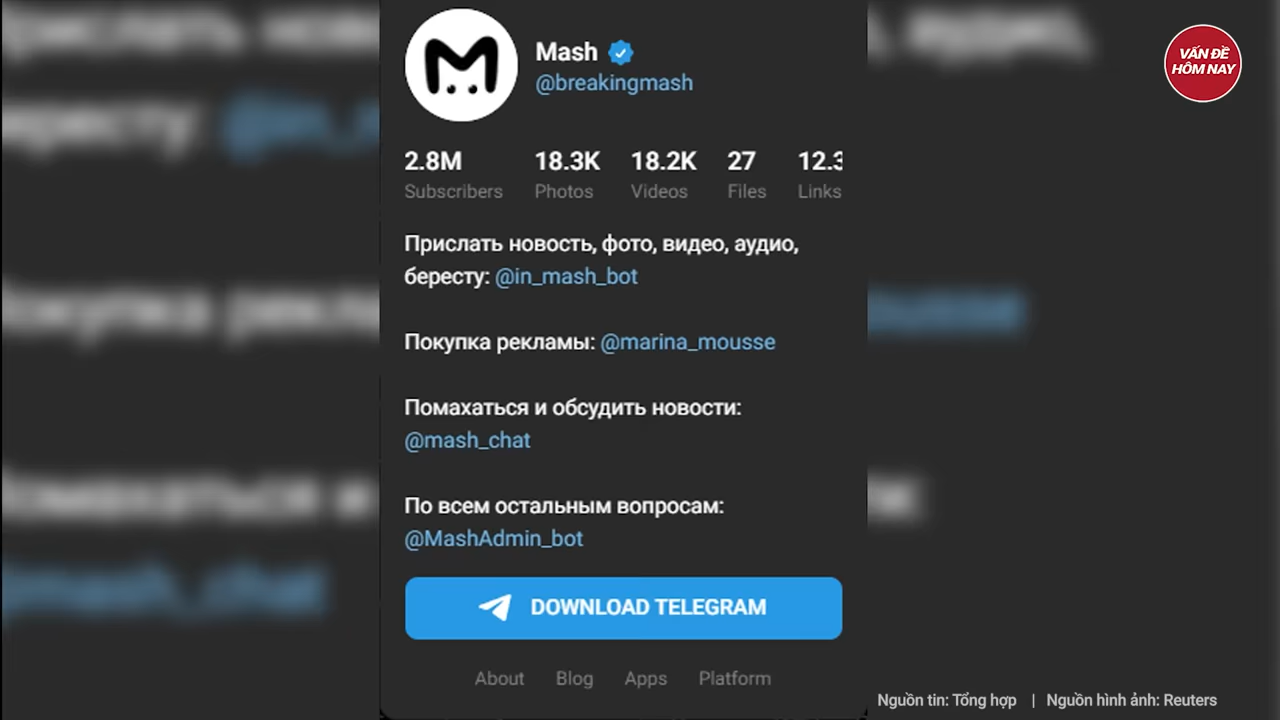 Mash
@breakingmash
2.8M 18.3K 18.2K 27 12.3
Subscribers Photos Videos Files Links
Прислать новость, фото, видео, аудио,
бересту: @in_mash_bot
Покупка рекламы: @marina_mousse
Помахаться и обсудить новости:
@mash_chat
По всем остальным вопросам:
@MashAdmin_bot
DOWNLOAD TELEGRAM
About Blog Apps Platform
VẤN ĐỀ
HÔM NAY
Nguồn tin: Tổng hợp | Nguồn hình ảnh: Reuters